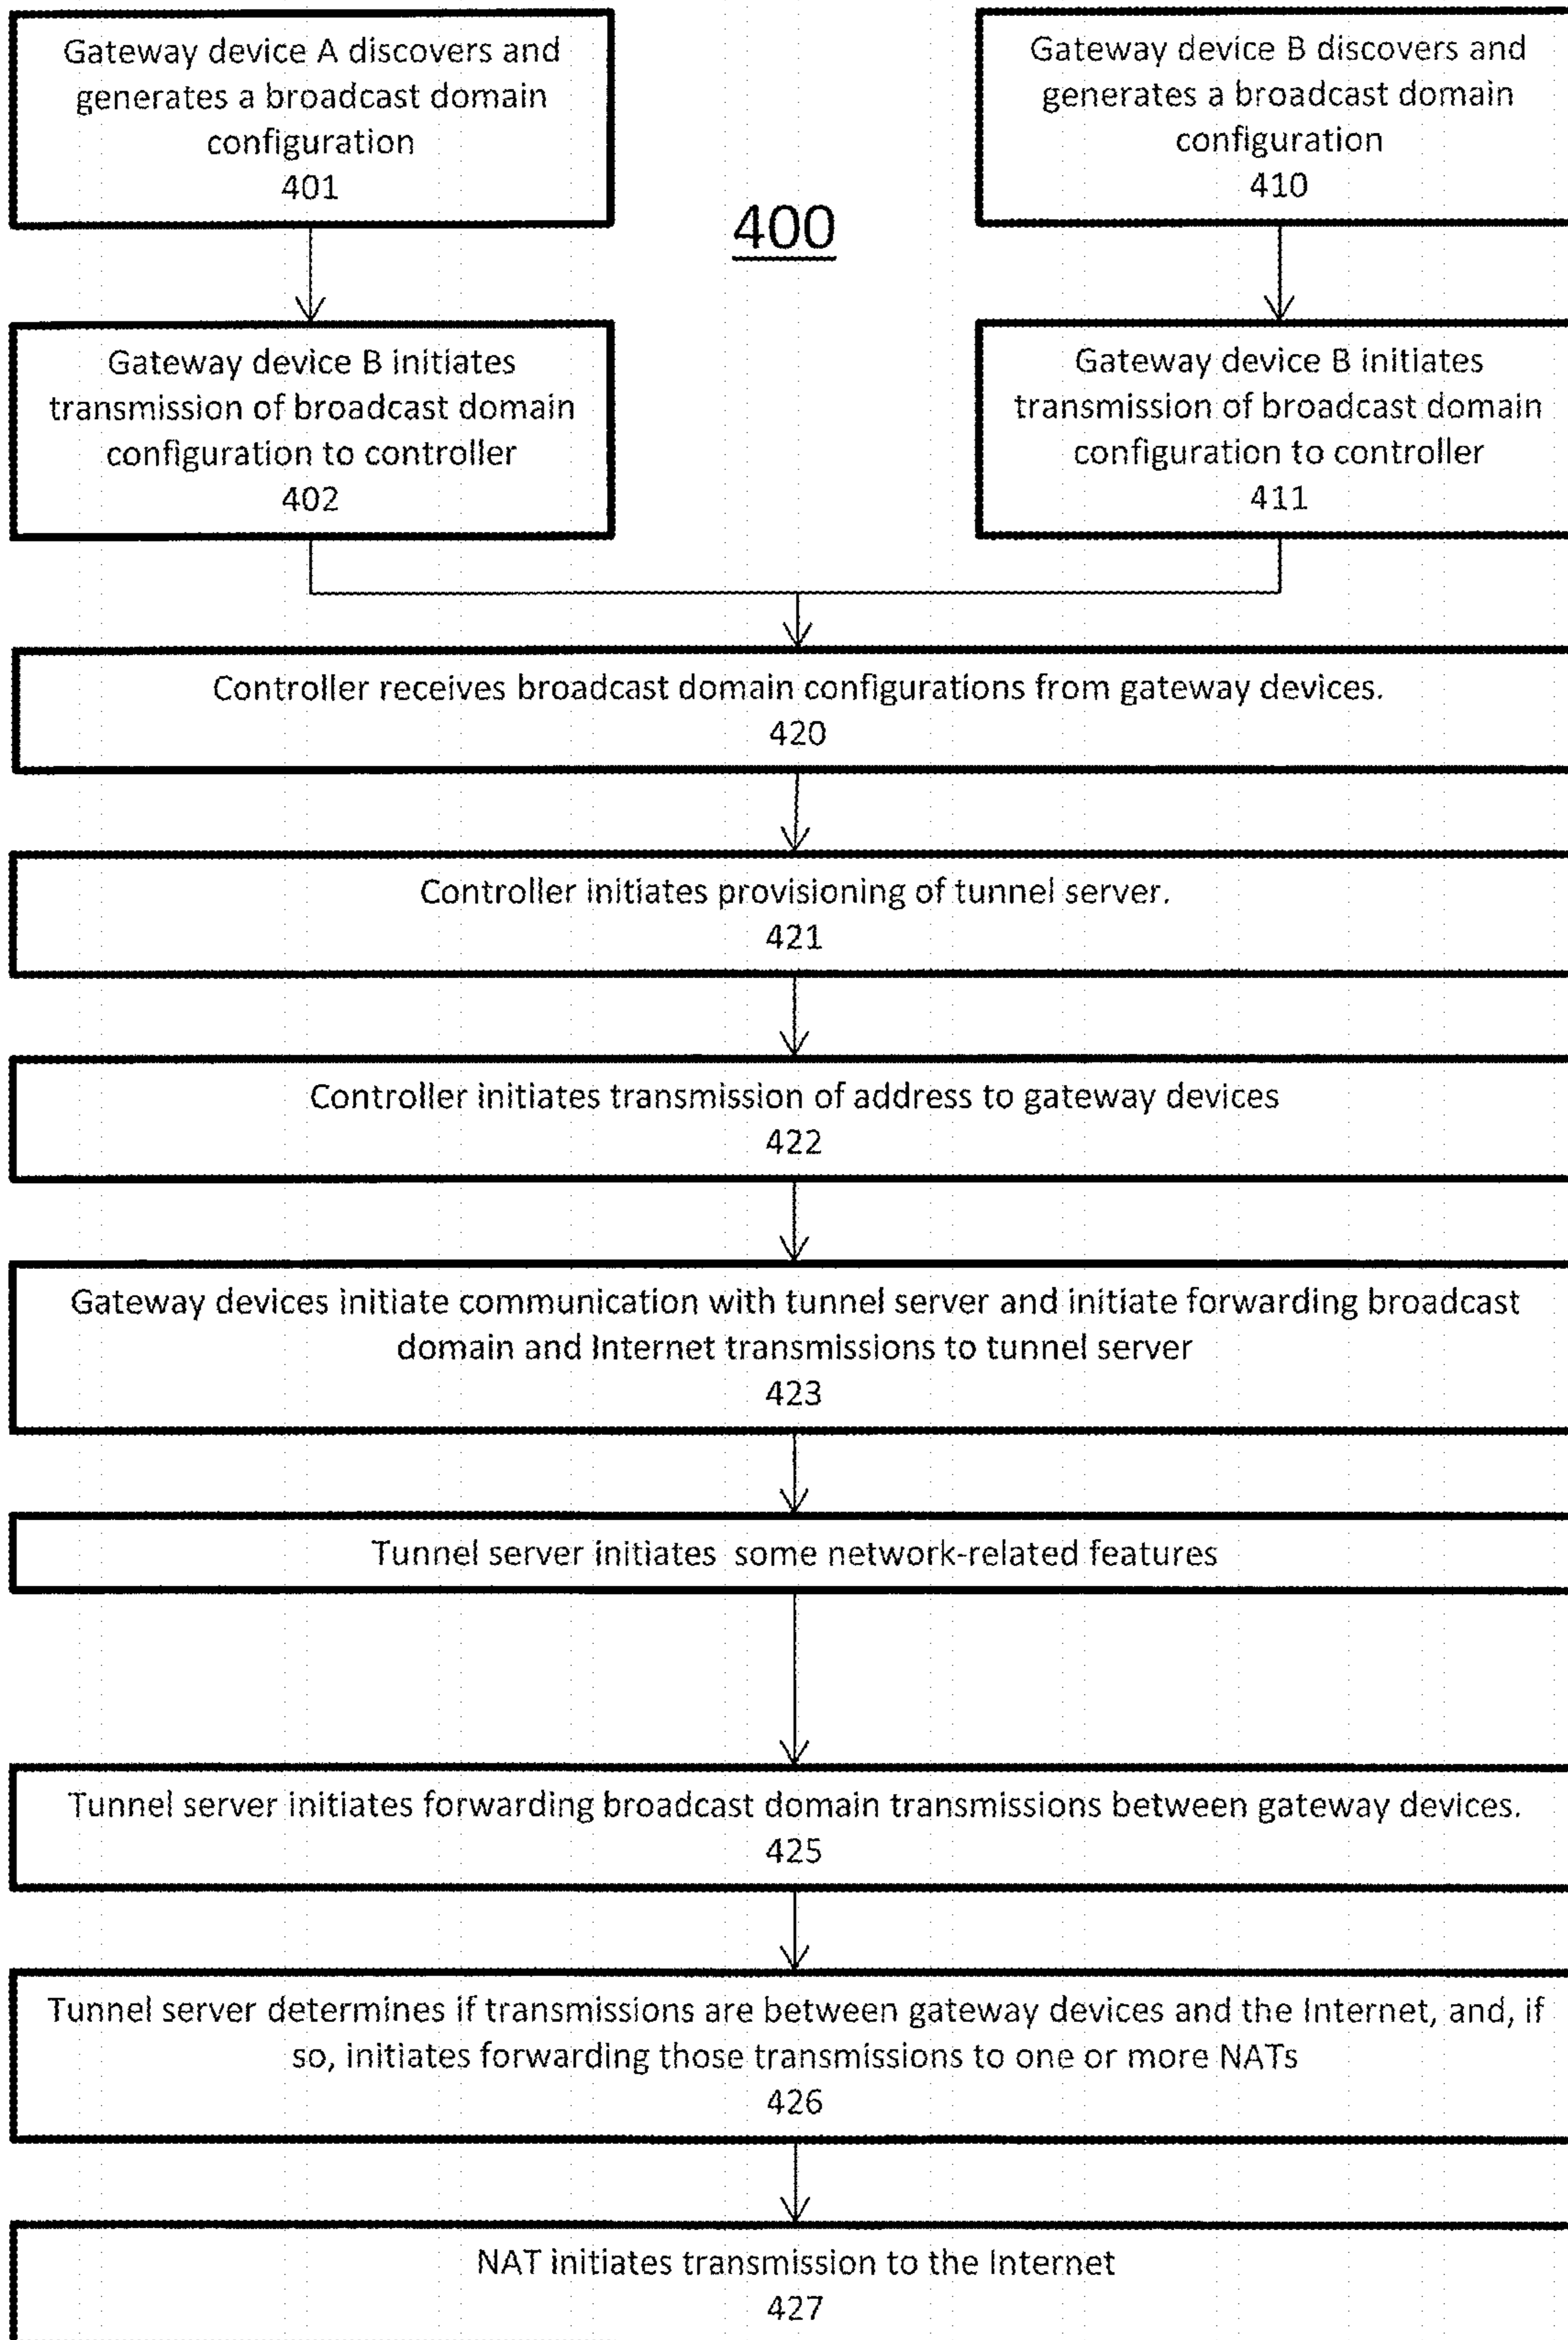 Gateway device A discovers and
generates a broadcast domain
configuration
401
Gateway device B discovers and
generates a broadcast domain
configuration
410
400
Gateway device B initiates
transmission of broadcast domain
configuration to controller
402
Gateway device B initiates
transmission of broadcast domain
configuration to controller
411
Controller receives broadcast domain configurations from gateway devices.
420
Controller initiates provisioning of tunnel server.
421
Controller initiates transmission of address to gateway devices
422
Gateway devices initiate communication with tunnel server and initiate forwarding broadcast
domain and Internet transmissions to tunnel server
423
Tunnel server initiates some network-related features
Tunnel server initiates forwarding broadcast domain transmissions between gateway devices.
425
Tunnel server determines if transmissions are between gateway devices and the Internet, and, if
so, initiates forwarding those transmissions to one or more NATs
426
NAT initiates transmission to the Internet
427